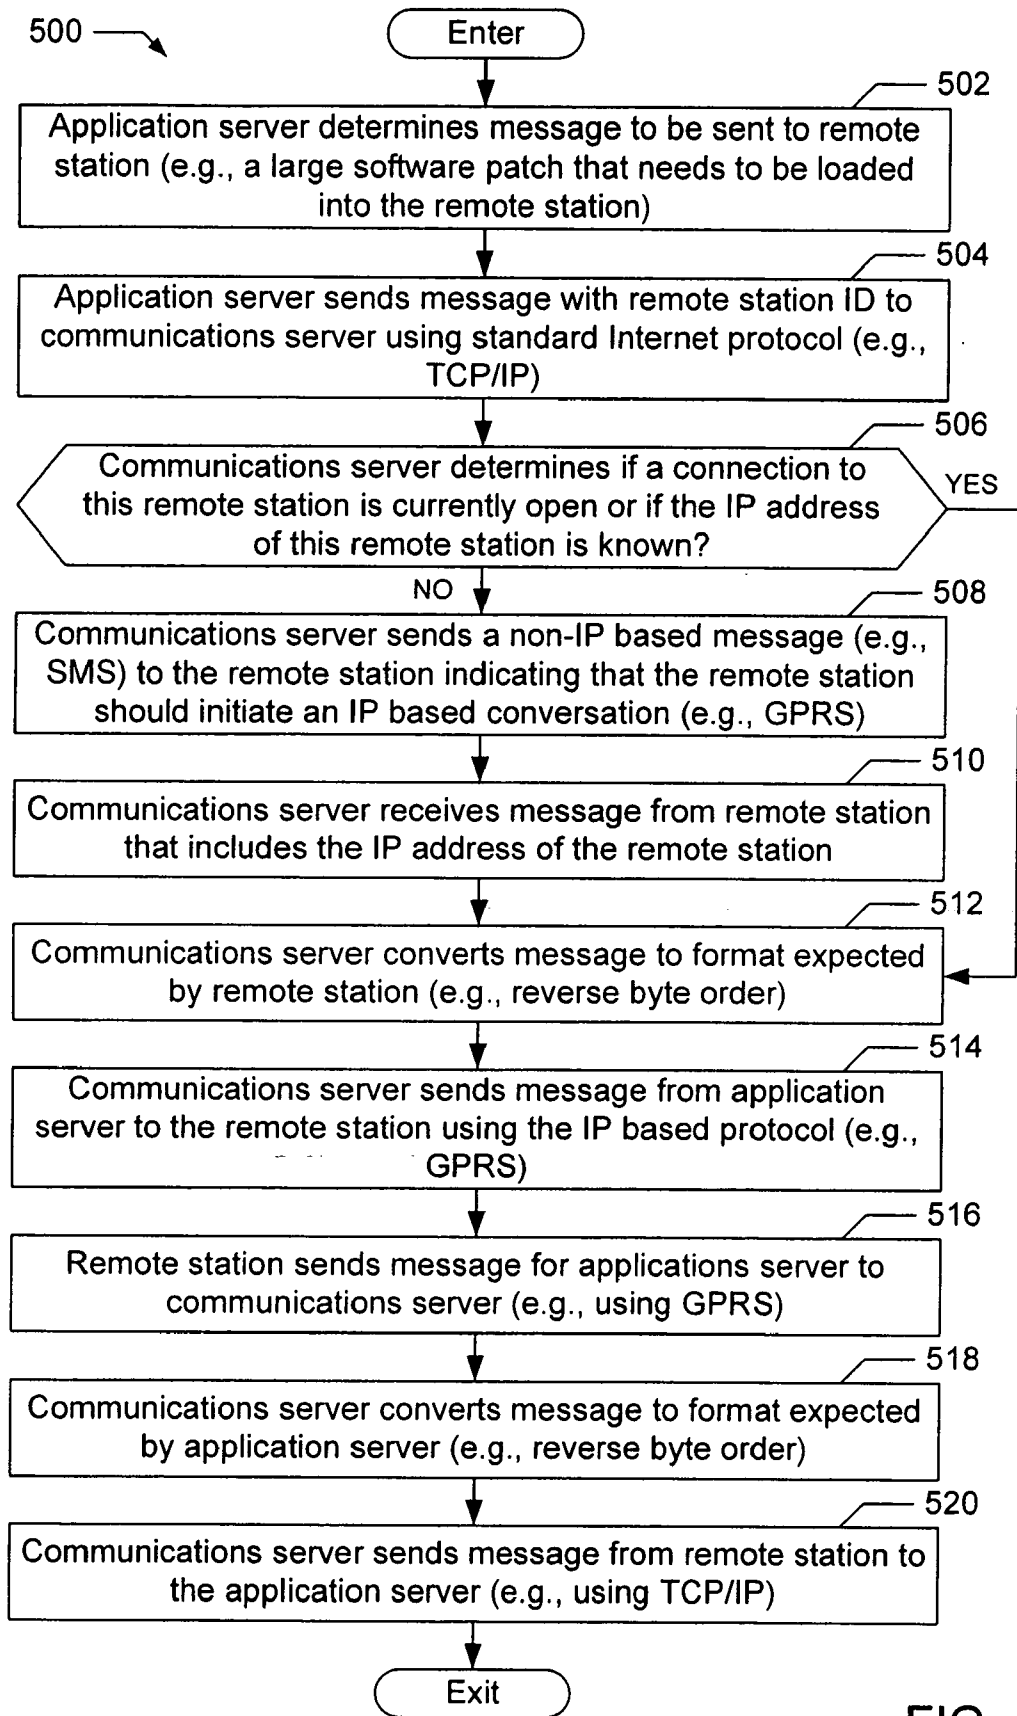 500
Enter
502
Application server determines message to be sent to remote
station (e.g., a large software patch that needs to be loaded
into the remote station)
504
Application server sends message with remote station ID to
communications server using standard Internet protocol (e.g.,
TCP/IP)
506
Communications server determines if a connection to
this remote station is currently open or if the IP address
of this remote station is known?
YES
NO
508
Communications server sends a non-IP based message (e.g.,
SMS) to the remote station indicating that the remote station
should initiate an IP based conversation (e.g., GPRS)
510
Communications server receives message from remote station
that includes the IP address of the remote station
512
Communications server converts message to format expected
by remote station (e.g., reverse byte order)
514
Communications server sends message from application
server to the remote station using the IP based protocol (e.g.,
GPRS)
516
Remote station sends message for applications server to
communications server (e.g., using GPRS)
518
Communications server converts message to format expected
by application server (e.g., reverse byte order)
520
Communications server sends message from remote station to
the application server (e.g., using TCP/IP)
Exit